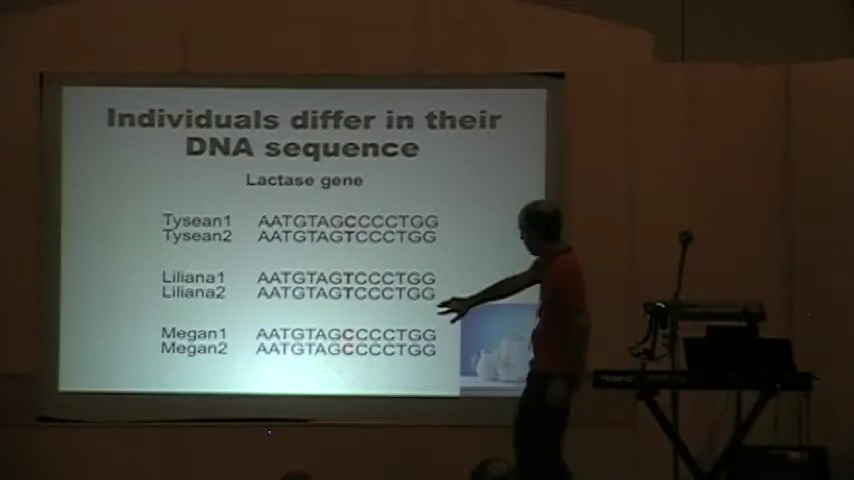 Individuals differ in their
DNA sequence
Lactase gene
Tysean1 AATGTAGCCCCTGG
Tysean2 AATGTAGTCCCTGG
Liliana1 AATGTAGTCCCTGG
Liliana2 AATGTAGTCCCTGG
Megan1 AATGTAGCCCCTGG
Megan2 AATGTAGCCCCTGG
Roland